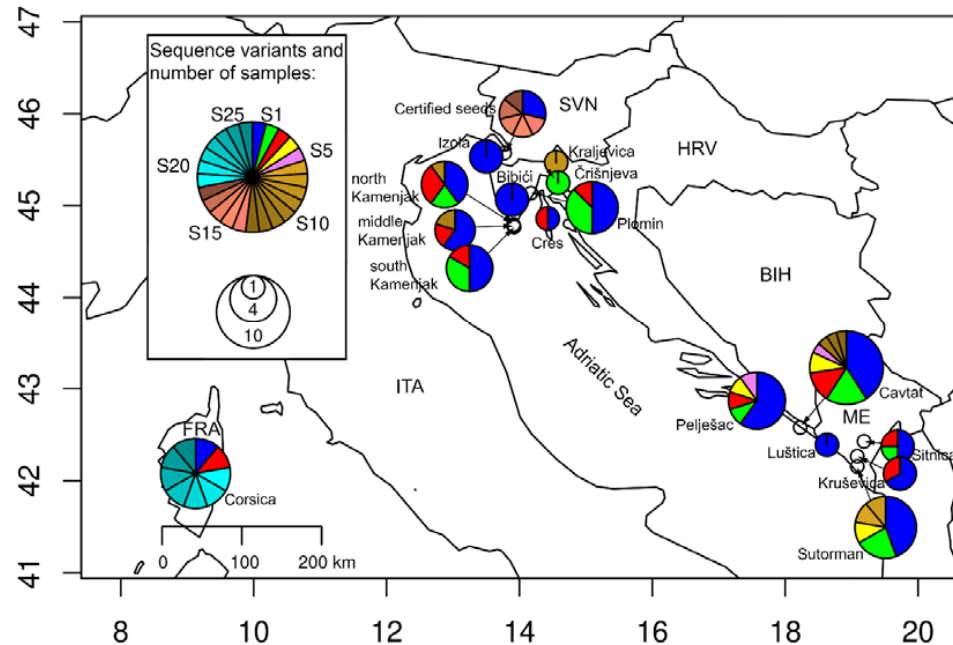 47
46
45
44
43
42
41
Sequence variants and
number of samples:
S25
S1
S20
S5
S15
S10
1
4
10
Certified seeds
SVN
Izola
Kraljevica
HRV
Bibići
Črišnjeva
north
Kamenjak
middle
Kamenjak
Cres
Plomin
south
Kamenjak
BIH
Adriatic Sea
ITA
Cavtat
ME
Pelješac
FRA
Luštica
Sitnica
Kruševica
Corsica
Sutorman
0 100 200 km
8 10 12 14 16 18 20